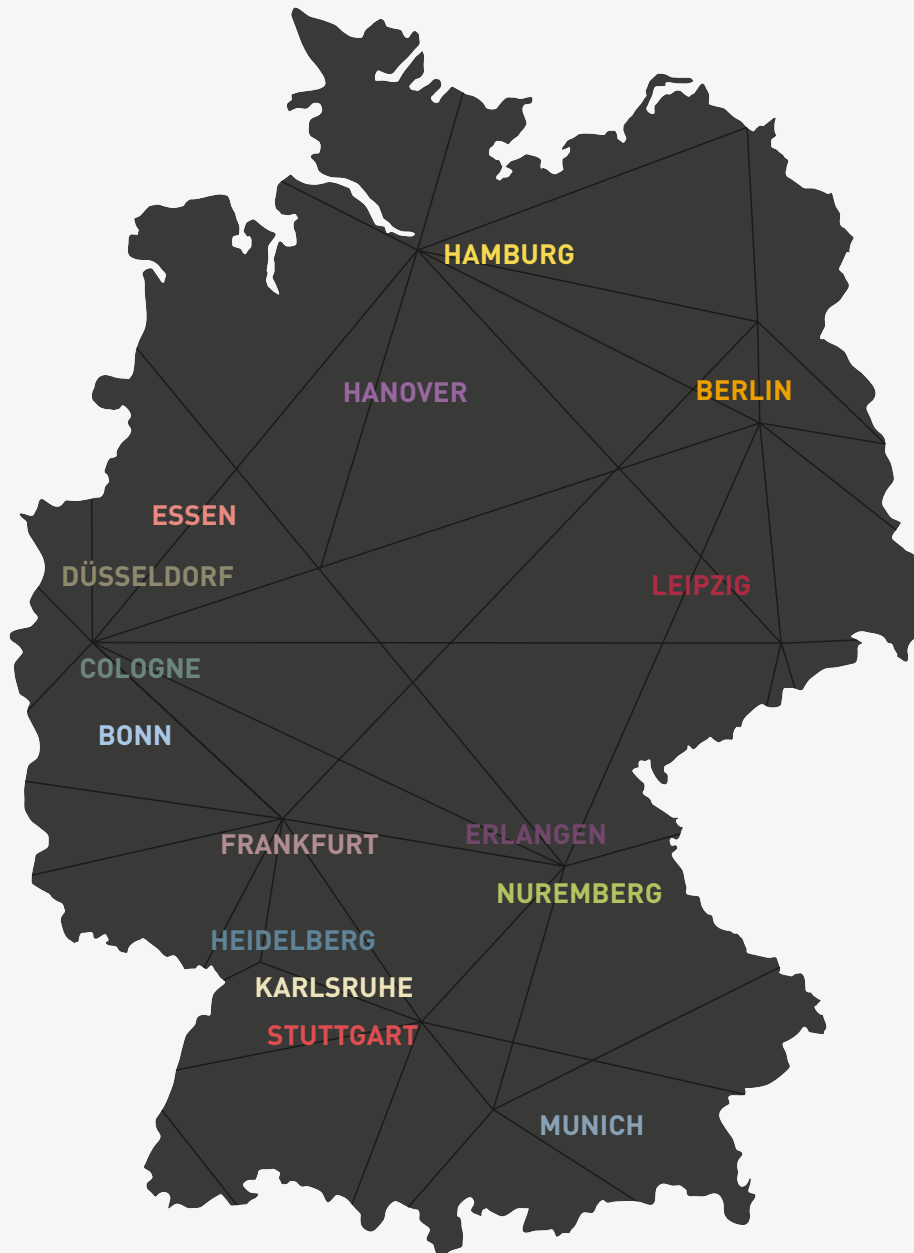 HAMBURG
HANOVER
BERLIN
ESSEN
DÜSSELDORF
LEIPZIG
COLOGNE
BONN
ERLANGEN
FRANKFURT
NUREMBERG
HEIDELBERG
KARLSRUHE
STUTTGART
MUNICH